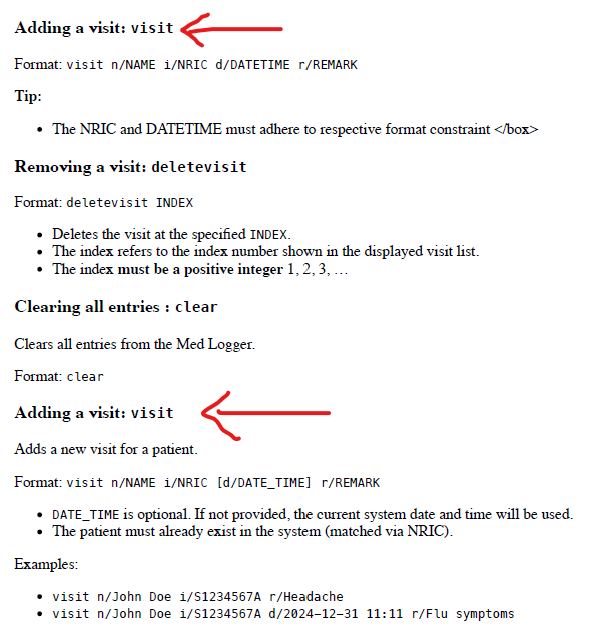 Adding a visit: visit
Format: visit n/NAME i/NRIC d/DATETIME r/REMARK
Tip:
• The NRIC and DATETIME must adhere to respective format constraint </box>
Removing a visit: deletevisit
Format: deletevisit INDEX
• Deletes the visit at the specified INDEX.
• The index refers to the index number shown in the displayed visit list.
• The index must be a positive integer 1, 2, 3, …
Clearing all entries : clear
Clears all entries from the Med Logger.
Format: clear
Adding a visit: visit
Adds a new visit for a patient.
Format: visit n/NAME i/NRIC [d/DATE_TIME] r/REMARK
• DATE_TIME is optional. If not provided, the current system date and time will be used.
• The patient must already exist in the system (matched via NRIC).
Examples:
• visit n/John Doe i/S1234567A r/Headache
• visit n/John Doe i/S1234567A d/2024-12-31 11:11 r/Flu symptoms